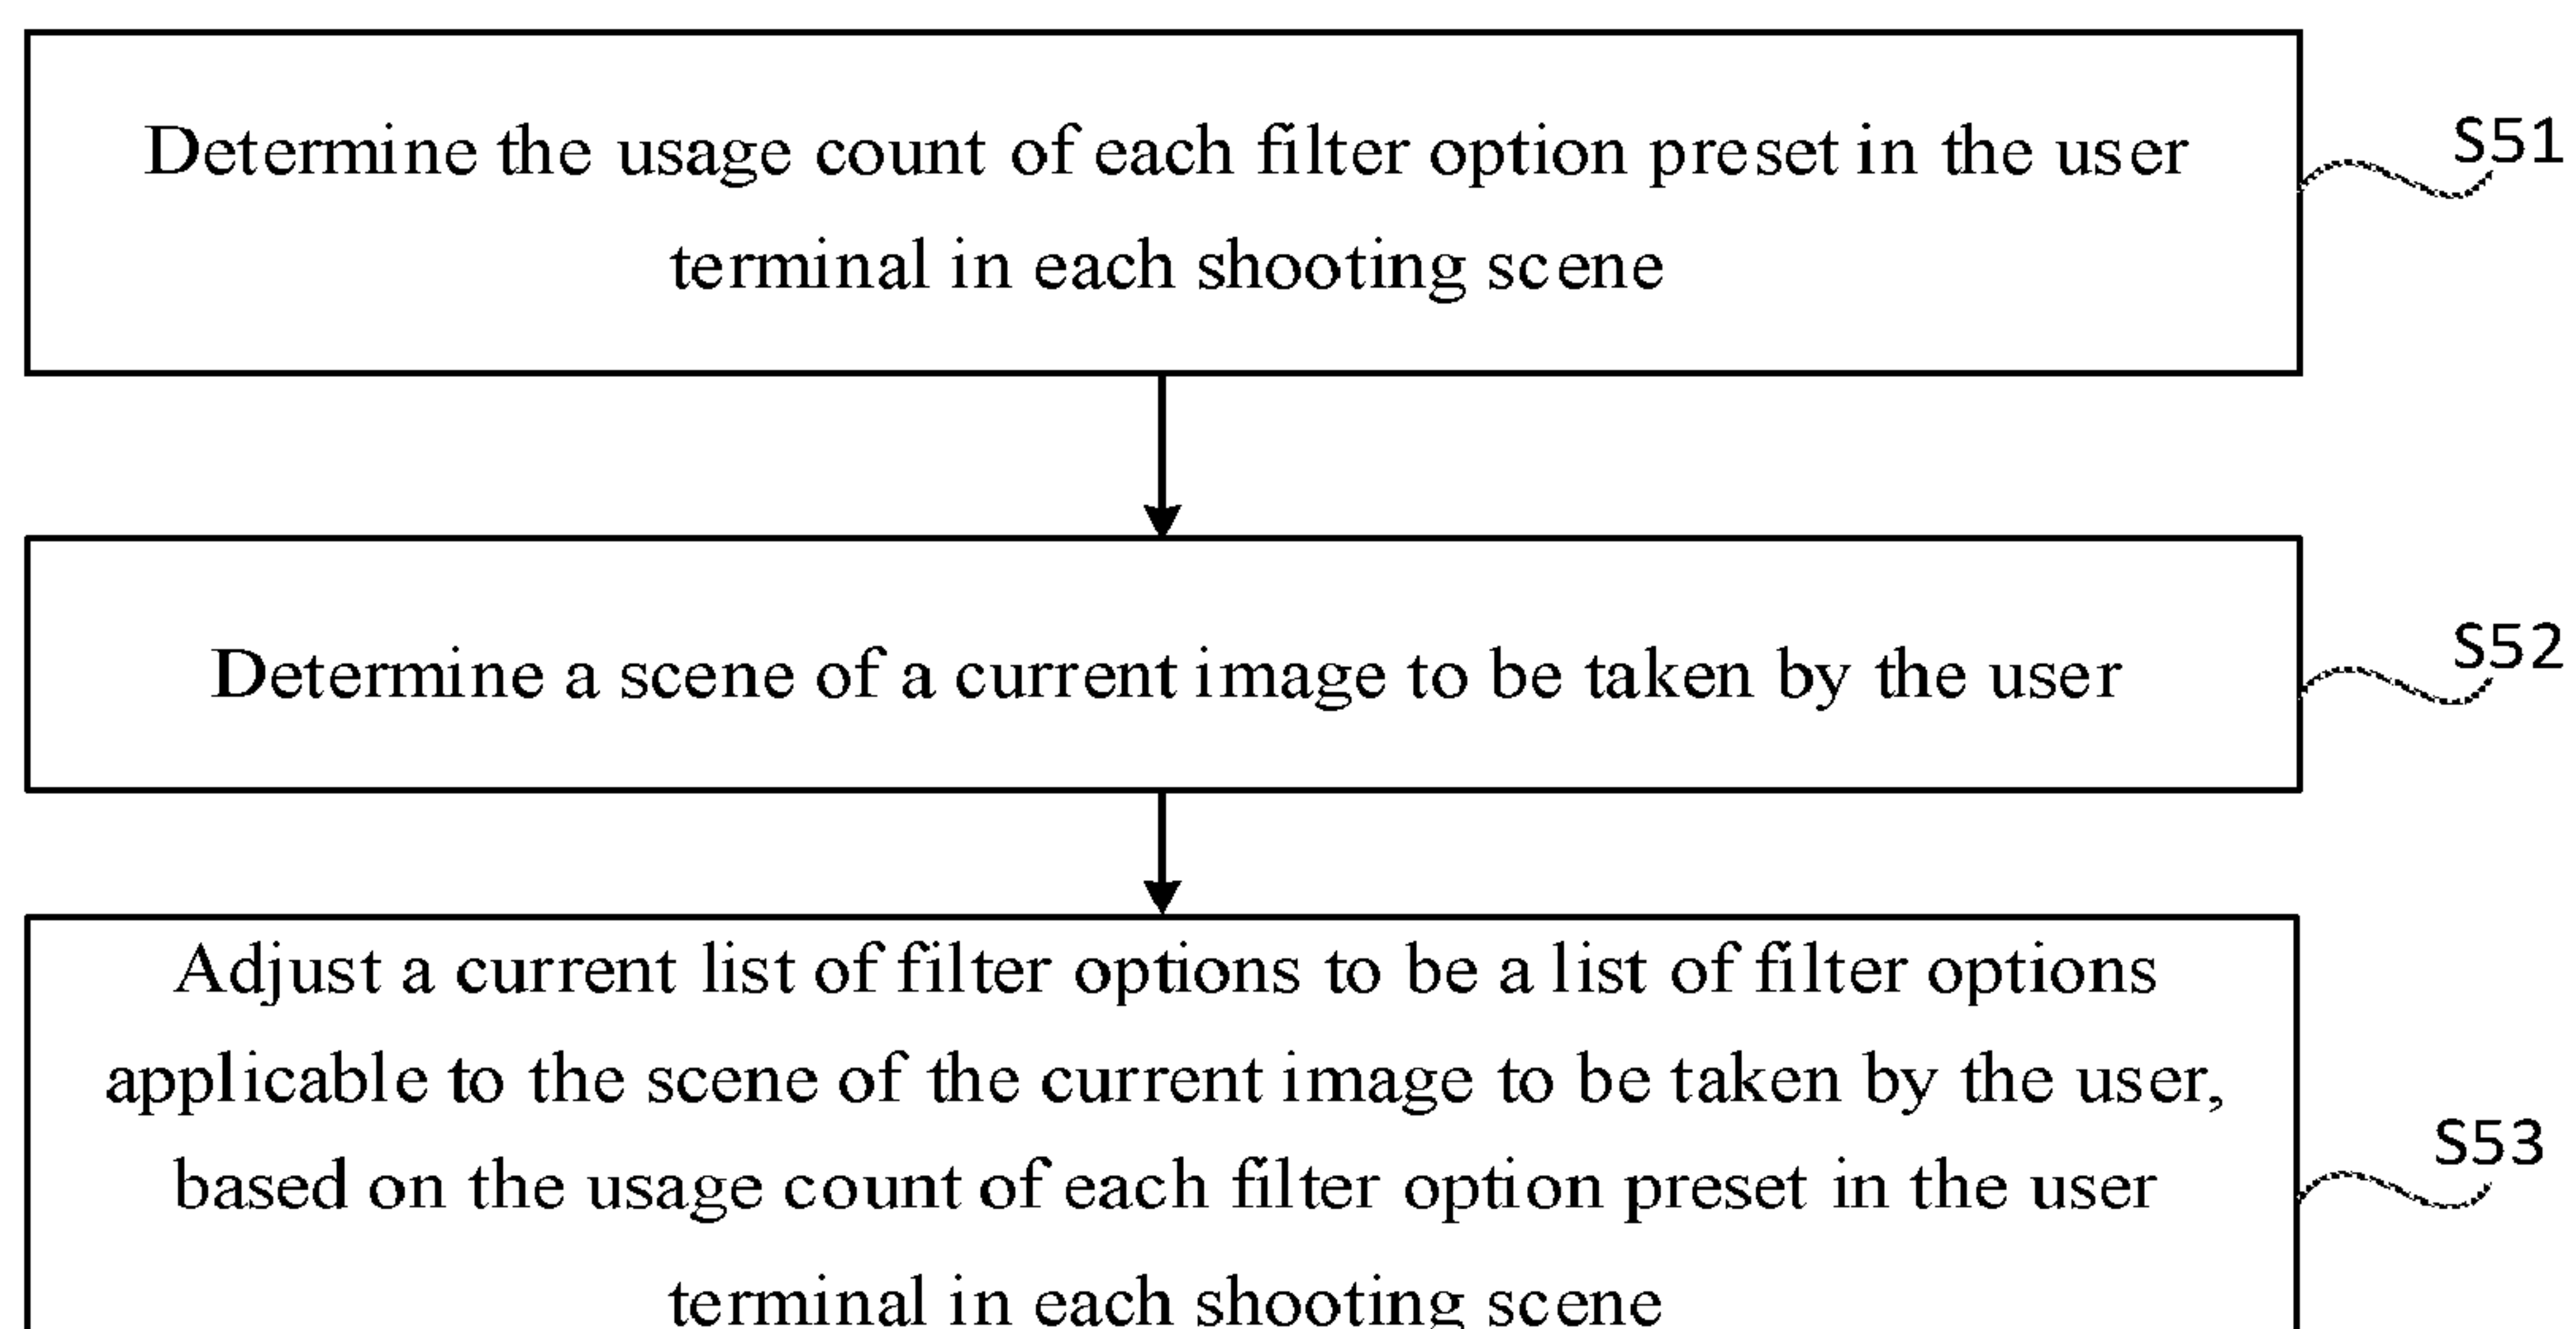 Determine the usage count of each filter option preset in the user
terminal in each shooting scene
S51
Determine a scene of a current image to be taken by the user
S52
Adjust a current list of filter options to be a list of filter options
applicable to the scene of the current image to be taken by the user,
based on the usage count of each filter option preset in the user
terminal in each shooting scene
S53